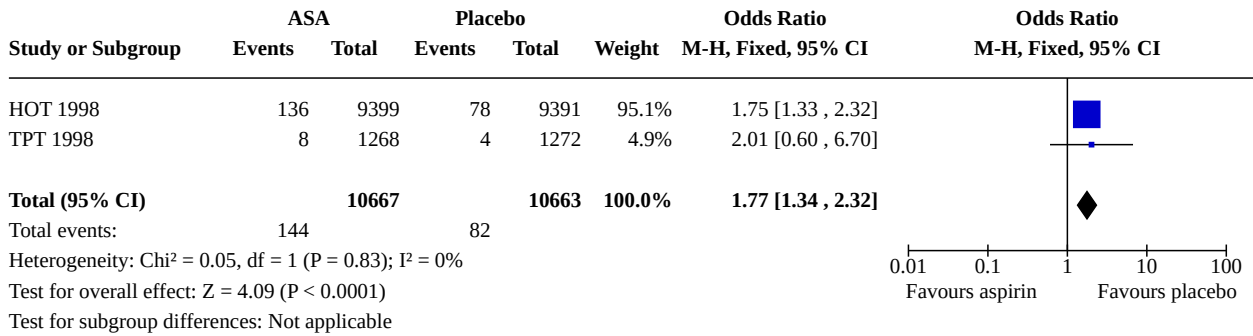 ASA Placebo Odds Ratio Odds Ratio
Study or Subgroup Events Total Events Total Weight M-H, Fixed, 95% CI M-H, Fixed, 95% CI
HOT 1998 136 9399 78 9391 95.1% 1.75 [1.33 , 2.32]
TPT 1998 8 1268 4 1272 4.9% 2.01 [0.60 , 6.70]
Total (95% CI) 10667 10663 100.0% 1.77 [1.34 , 2.32]
Total events: 144 82
Heterogeneity: Chi² = 0.05, df = 1 (P = 0.83); I² = 0%
0.01 0.1 1 10 100
Test for overall effect: Z = 4.09 (P < 0.0001)
Favours aspirin Favours placebo
Test for subgroup differences: Not applicable